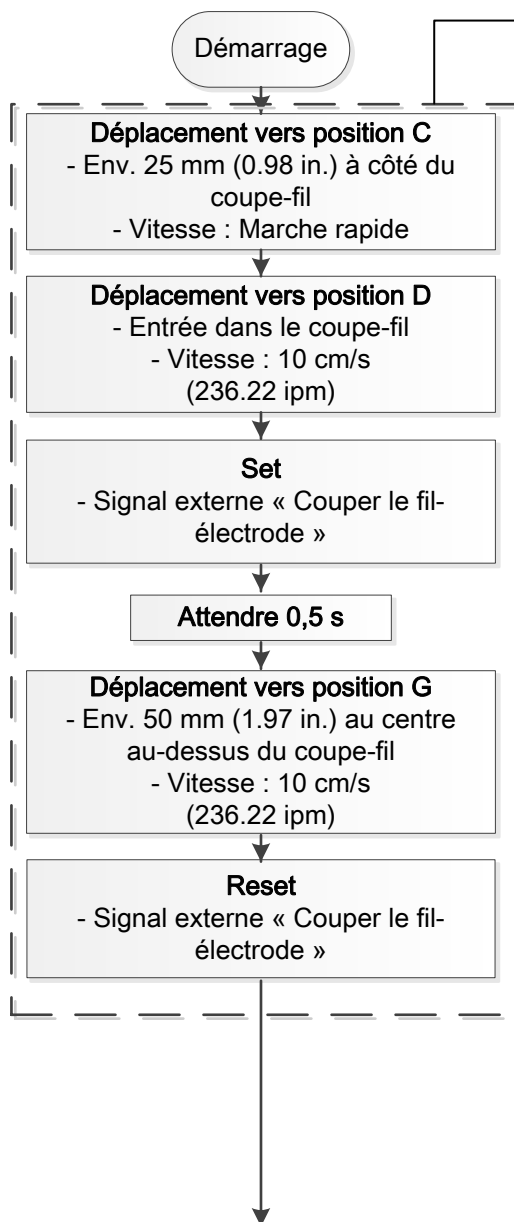 Démarrage
Déplacement vers position C
- Env. 25 mm (0.98 in.) à côté du
coupe-fil
- Vitesse : Marche rapide
Déplacement vers position D
- Entrée dans le coupe-fil
- Vitesse : 10 cm/s
(236.22 ipm)
Set
- Signal externe « Couper le fil-
électrode »
Attendre 0,5 s
Déplacement vers position G
- Env. 50 mm (1.97 in.) au centre
au-dessus du coupe-fil
- Vitesse : 10 cm/s
(236.22 ipm)
Reset
- Signal externe « Couper le fil-
électrode »